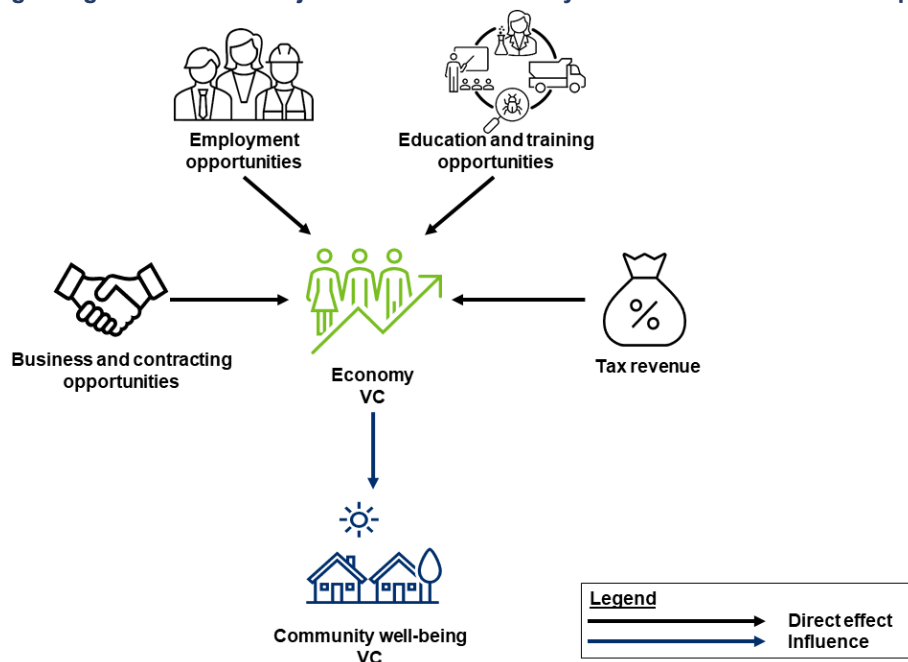 Employment
opportunities
Education and training
opportunities
Business and contracting
opportunities
Economy
VC
%
Tax revenue
Community well-being
VC
Legend
Direct effect
Influence